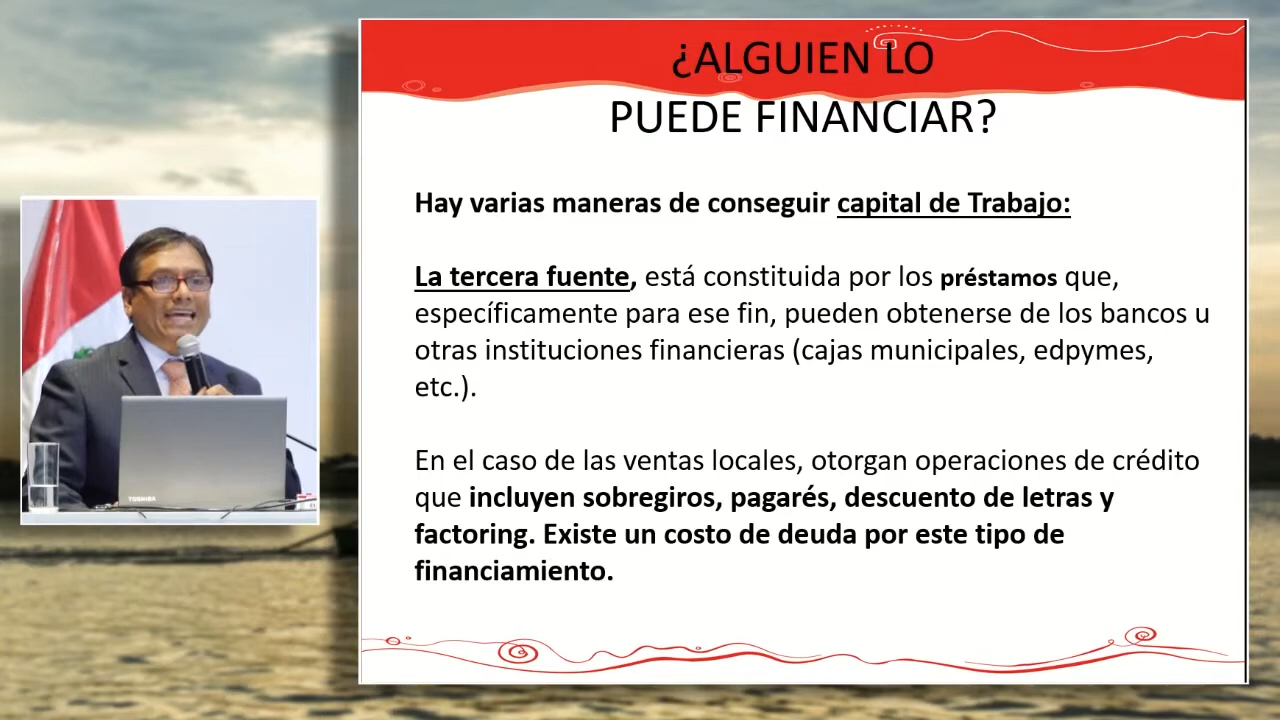 ¿ALGUIEN LO
PUEDE FINANCIAR?
Hay varias maneras de conseguir capital de Trabajo:
La tercera fuente, está constituida por los préstamos que,
específicamente para ese fin, pueden obtenerse de los bancos u
otras instituciones financieras (cajas municipales, edpymes,
etc.).
En el caso de las ventas locales, otorgan operaciones de crédito
que incluyen sobregiros, pagarés, descuento de letras y
factoring. Existe un costo de deuda por este tipo de
financiamiento.
TOSHIBA